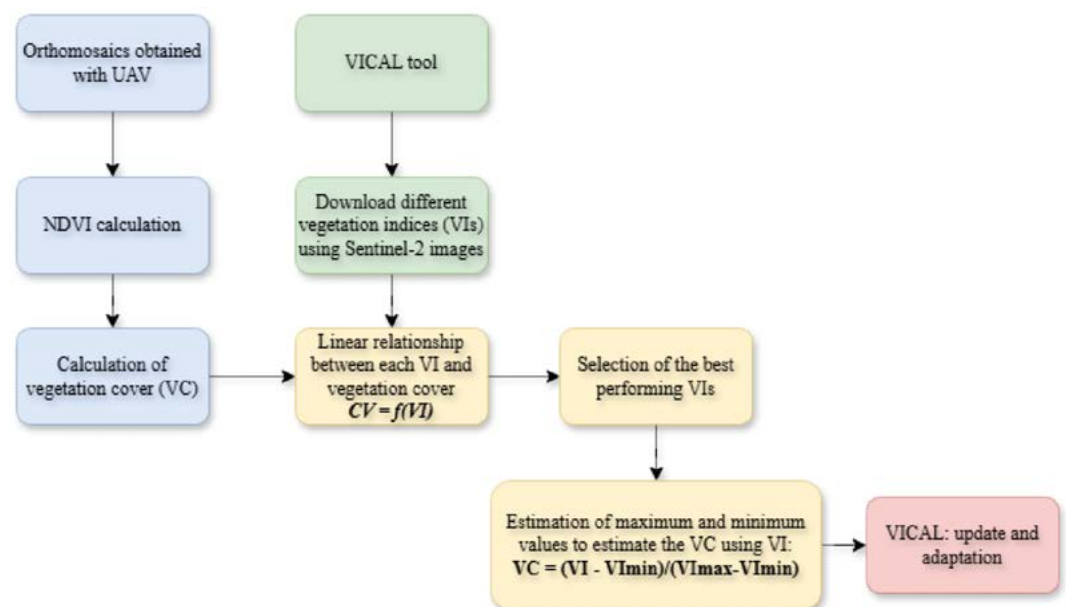 Orthomosaics obtained
with UAV
VICAL tool
NDVI calculation
Download different
vegetation indices (VIs)
using Sentinel-2 images
Calculation of
vegetation cover (VC)
Linear relationship
between each VI and
vegetation cover
CV = f(VI)
Selection of the best
performing VIs
Estimation of maximum and minimum
values to estimate the VC using VI:
VC = (VI - VImin)/(VImax-VImin)
VICAL: update and
adaptation